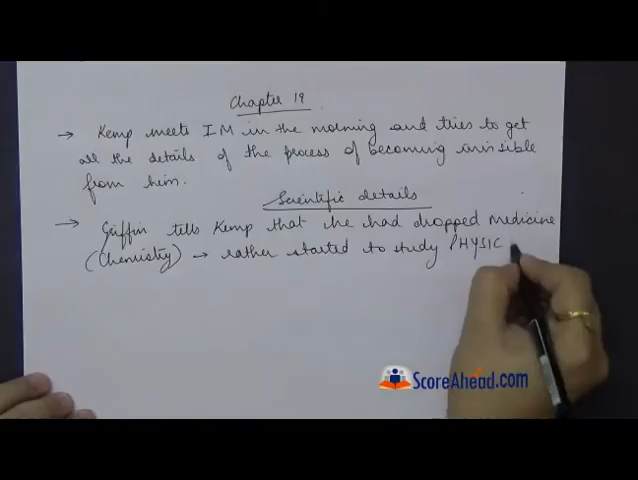 Chapter 19
→ Kemp meets I M in the morning and tries to get
all the details of the process of becoming invisible
from him.
Scientific details
→ Griffin tells Kemp that he had dropped Medicine
(Chemistry) → rather started to study PHYSIC
ScoreAhead.com